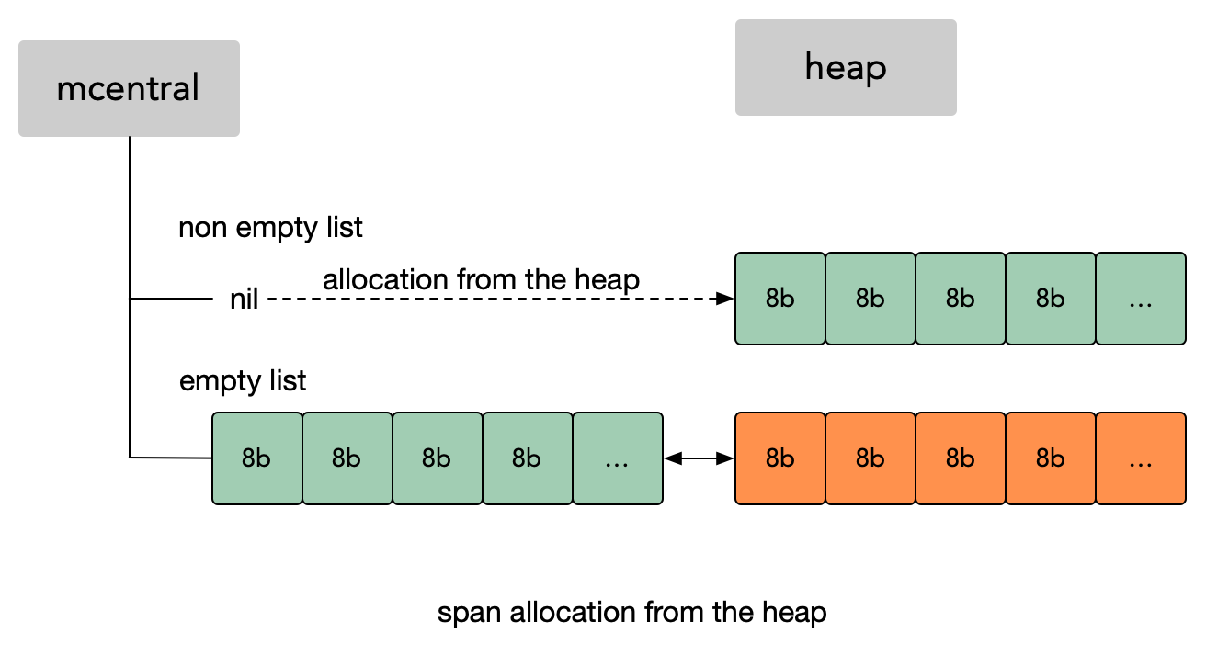 mcentral
heap
non empty list
nil
allocation from the heap
8b 8b 8b 8b ...
empty list
8b 8b 8b 8b ...
8b 8b 8b 8b ...
span allocation from the heap